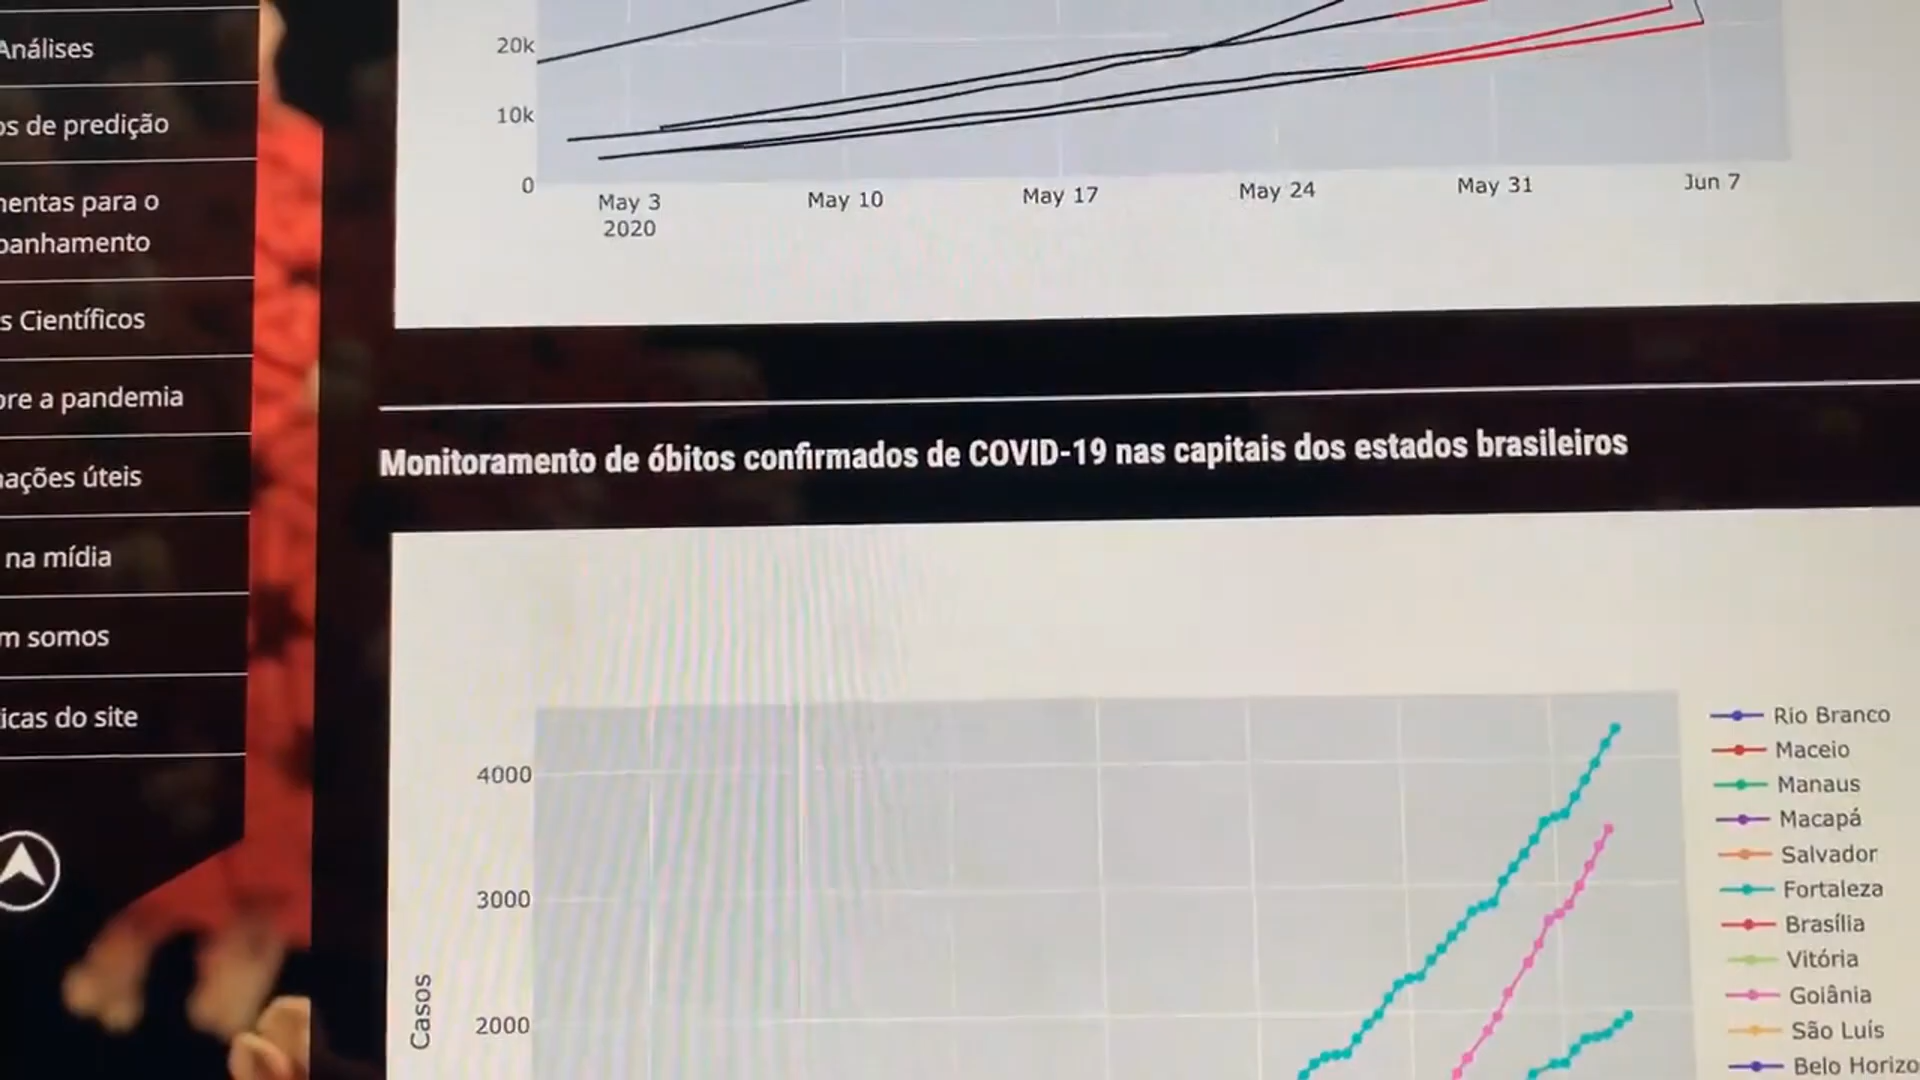 Análises
os de predição
mentas para o
panhamento
s Científicos
bre a pandemia
mações úteis
na mídia
m somos
icas do site
20k
10k
0
May 3
2020
May 10
May 17
May 24
May 31
Jun 7
Monitoramento de óbitos confirmados de COVID-19 nas capitais dos estados brasileiros
4000
3000
2000
Casos
Rio Branco
Maceio
Manaus
Macapá
Salvador
Fortaleza
Brasília
Vitória
Goiânia
São Luís
Belo Horizo